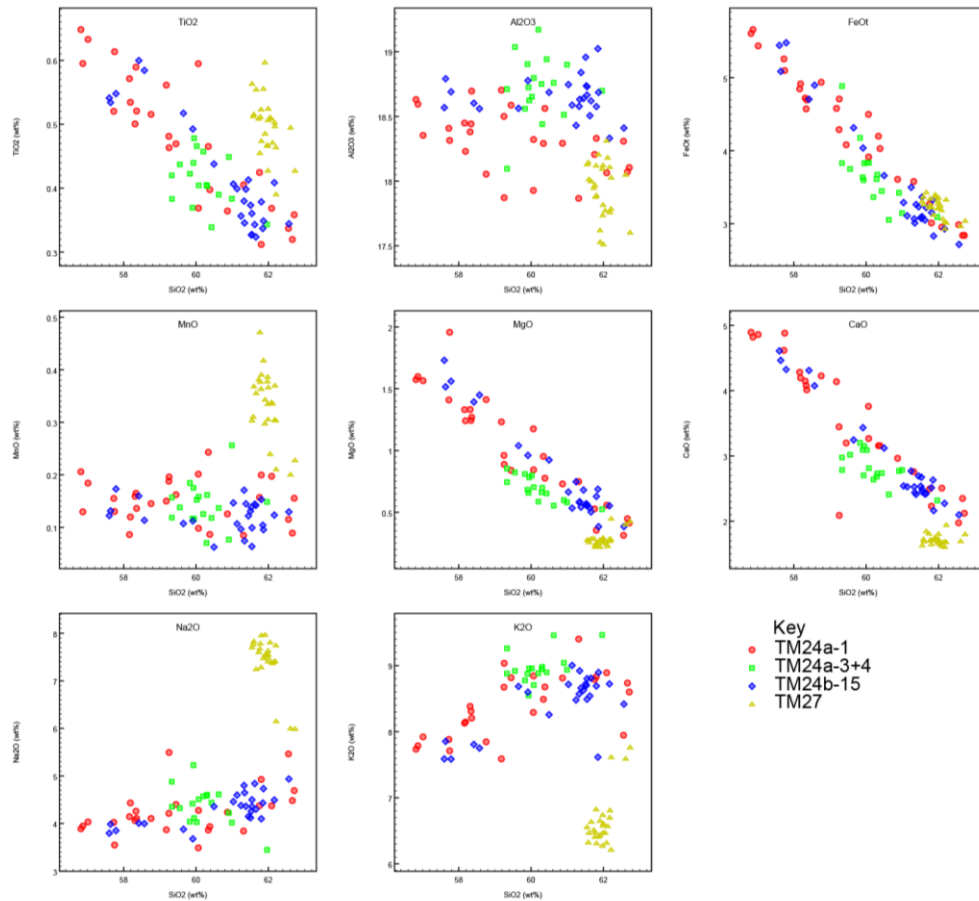 TiO2
TiO2 (wt%)
0.6
0.5
0.4
0.3
58
60
62
SiO2 (wt%)
Al2O3
Al2O3 (wt%)
19
18.5
18
17.5
58
60
62
SiO2 (wt%)
FeOt
FeOt (wt%)
5
4
3
58
60
62
SiO2 (wt%)
MnO
MnO (wt%)
0.5
0.4
0.3
0.2
0.1
58
60
62
SiO2 (wt%)
MgO
MgO (wt%)
2
1.5
1
0.5
58
60
62
SiO2 (wt%)
CaO
CaO (wt%)
5
4
3
2
58
60
62
SiO2 (wt%)
Na2O
Na2O (wt%)
8
7
6
5
4
3
58
60
62
SiO2 (wt%)
K2O
K2O (wt%)
9
8
7
6
58
60
62
SiO2 (wt%)
Key
TM24a-1
TM24a-3+4
TM24b-15
TM27